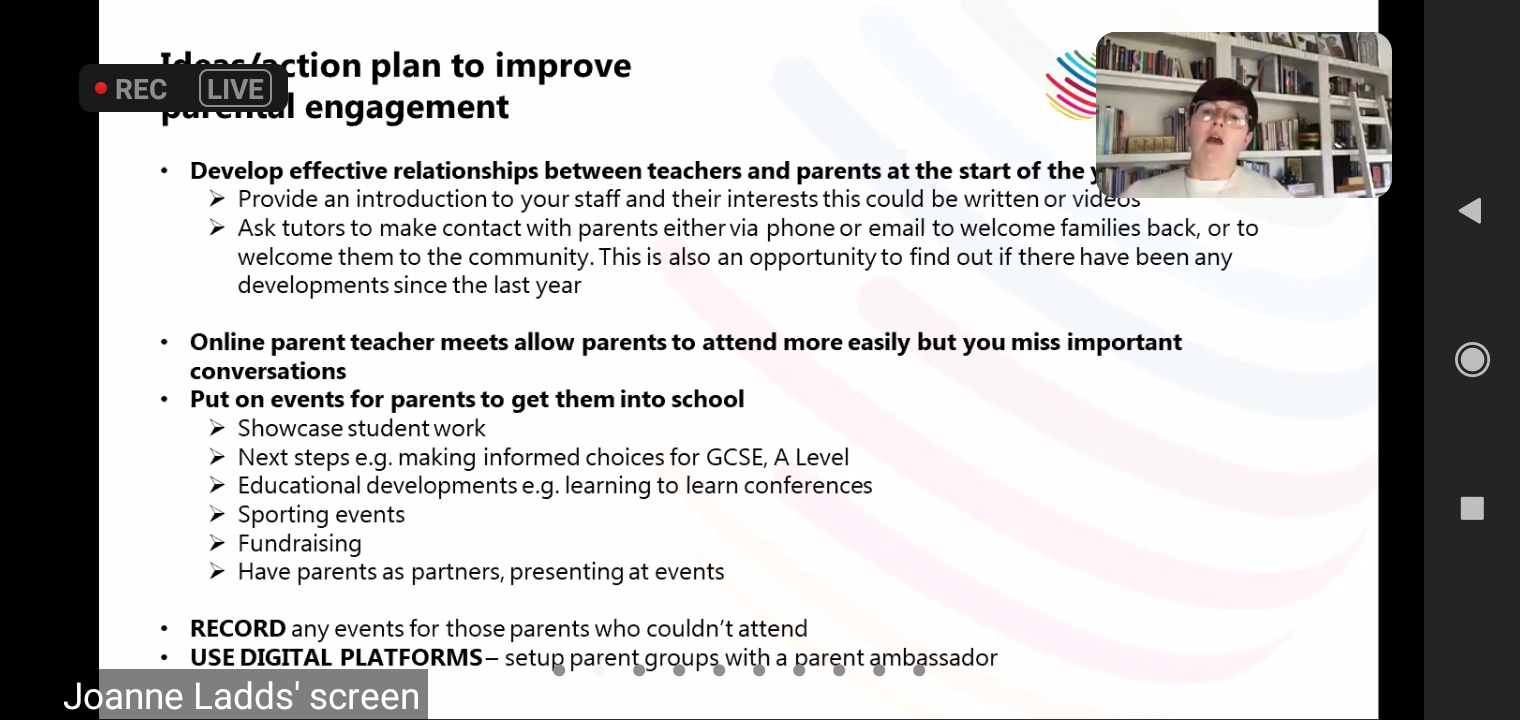 Ideas/action plan to improve
REC LIVE
parental engagement
• Develop effective relationships between teachers and parents at the start of the
➢ Provide an introduction to your staff and their interests this could be written or videos
➢ Ask tutors to make contact with parents either via phone or email to welcome families back, or to
welcome them to the community. This is also an opportunity to find out if there have been any
developments since the last year
• Online parent teacher meets allow parents to attend more easily but you miss important
conversations
• Put on events for parents to get them into school
➢ Showcase student work
➢ Next steps e.g. making informed choices for GCSE, A Level
➢ Educational developments e.g. learning to learn conferences
➢ Sporting events
➢ Fundraising
➢ Have parents as partners, presenting at events
• RECORD any events for those parents who couldn't attend
• USE DIGITAL PLATFORMS – setup parent groups with a parent ambassador
Joanne Ladds' screen